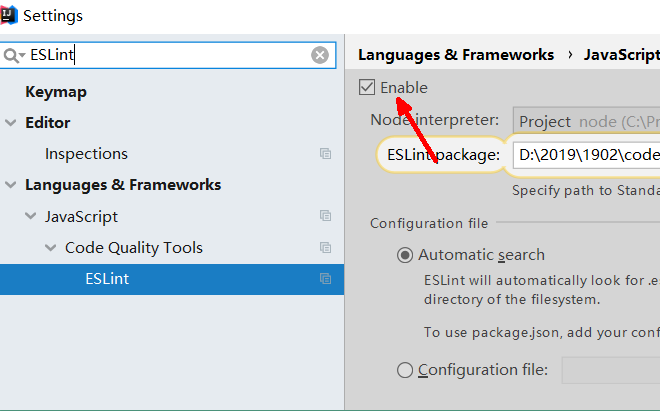 Settings
ESLint
Keymap
Editor
Inspections
Languages & Frameworks
JavaScript
Code Quality Tools
ESLint
Languages & Frameworks › JavaScript
Enable
Node interpreter: Project node (C:\Pr
ESLint package: D:\2019\1902\code
Specify path to Standa
Configuration file
Automatic search
ESLint will automatically look for .es
directory of the filesystem.
To use package.json, add your conf
Configuration file: